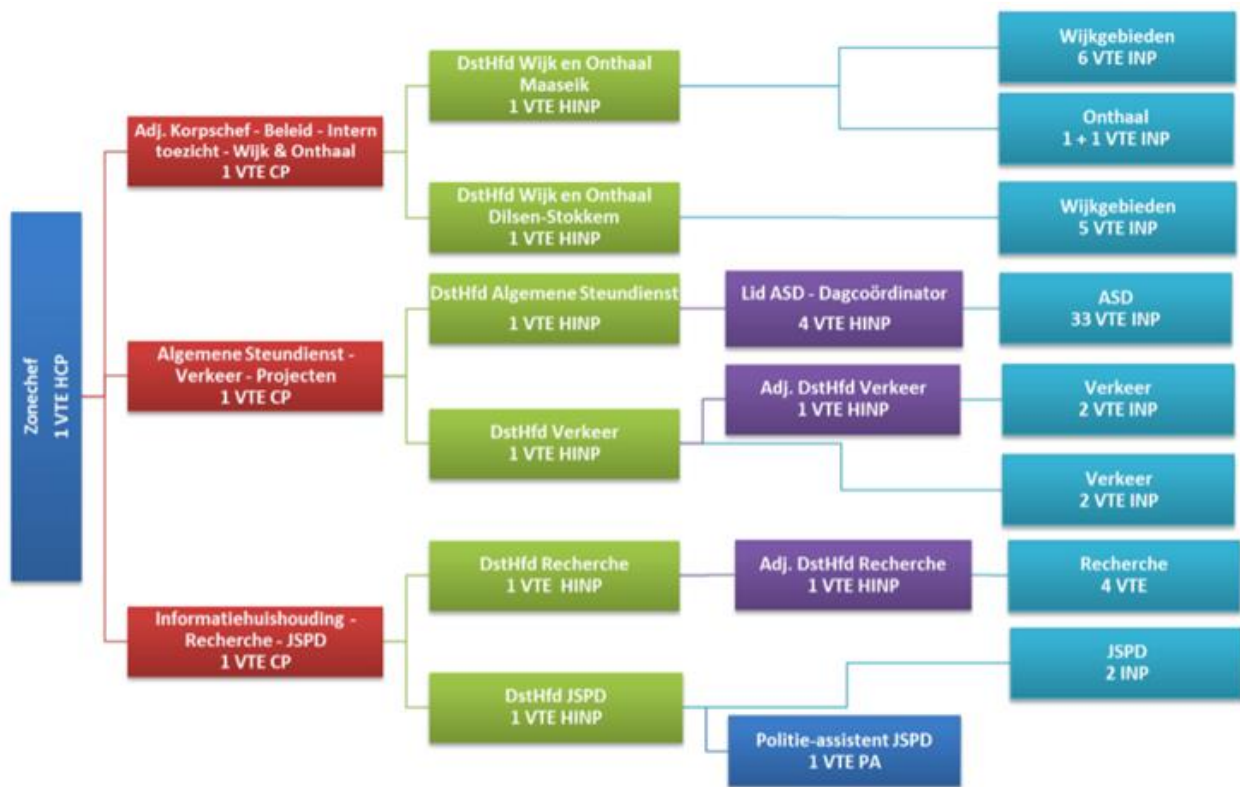 Zonechef
1 VTE HCP
Adj. Korpschef - Beleid - Intern
toezicht - Wijk & Onthaal
1 VTE CP
DstHfd Wijk en Onthaal
Maaseik
1 VTE HINP
Wijkgebieden
6 VTE INP
Onthaal
1 + 1 VTE INP
DstHfd Wijk en Onthaal
Dilsen-Stokkem
1 VTE HINP
Wijkgebieden
5 VTE INP
Algemene Steundienst -
Verkeer - Projecten
1 VTE CP
DstHfd Algemene Steundienst
1 VTE HINP
Lid ASD - Dagcoördinator
4 VTE HINP
ASD
33 VTE INP
DstHfd Verkeer
1 VTE HINP
Adj. DstHfd Verkeer
1 VTE HINP
Verkeer
2 VTE INP
Verkeer
2 VTE INP
Informatiehuishouding -
Recherche - JSPD
1 VTE CP
DstHfd Recherche
1 VTE HINP
Adj. DstHfd Recherche
1 VTE HINP
Recherche
4 VTE
DstHfd JSPD
1 VTE HINP
JSPD
2 INP
Politie-assistent JSPD
1 VTE PA